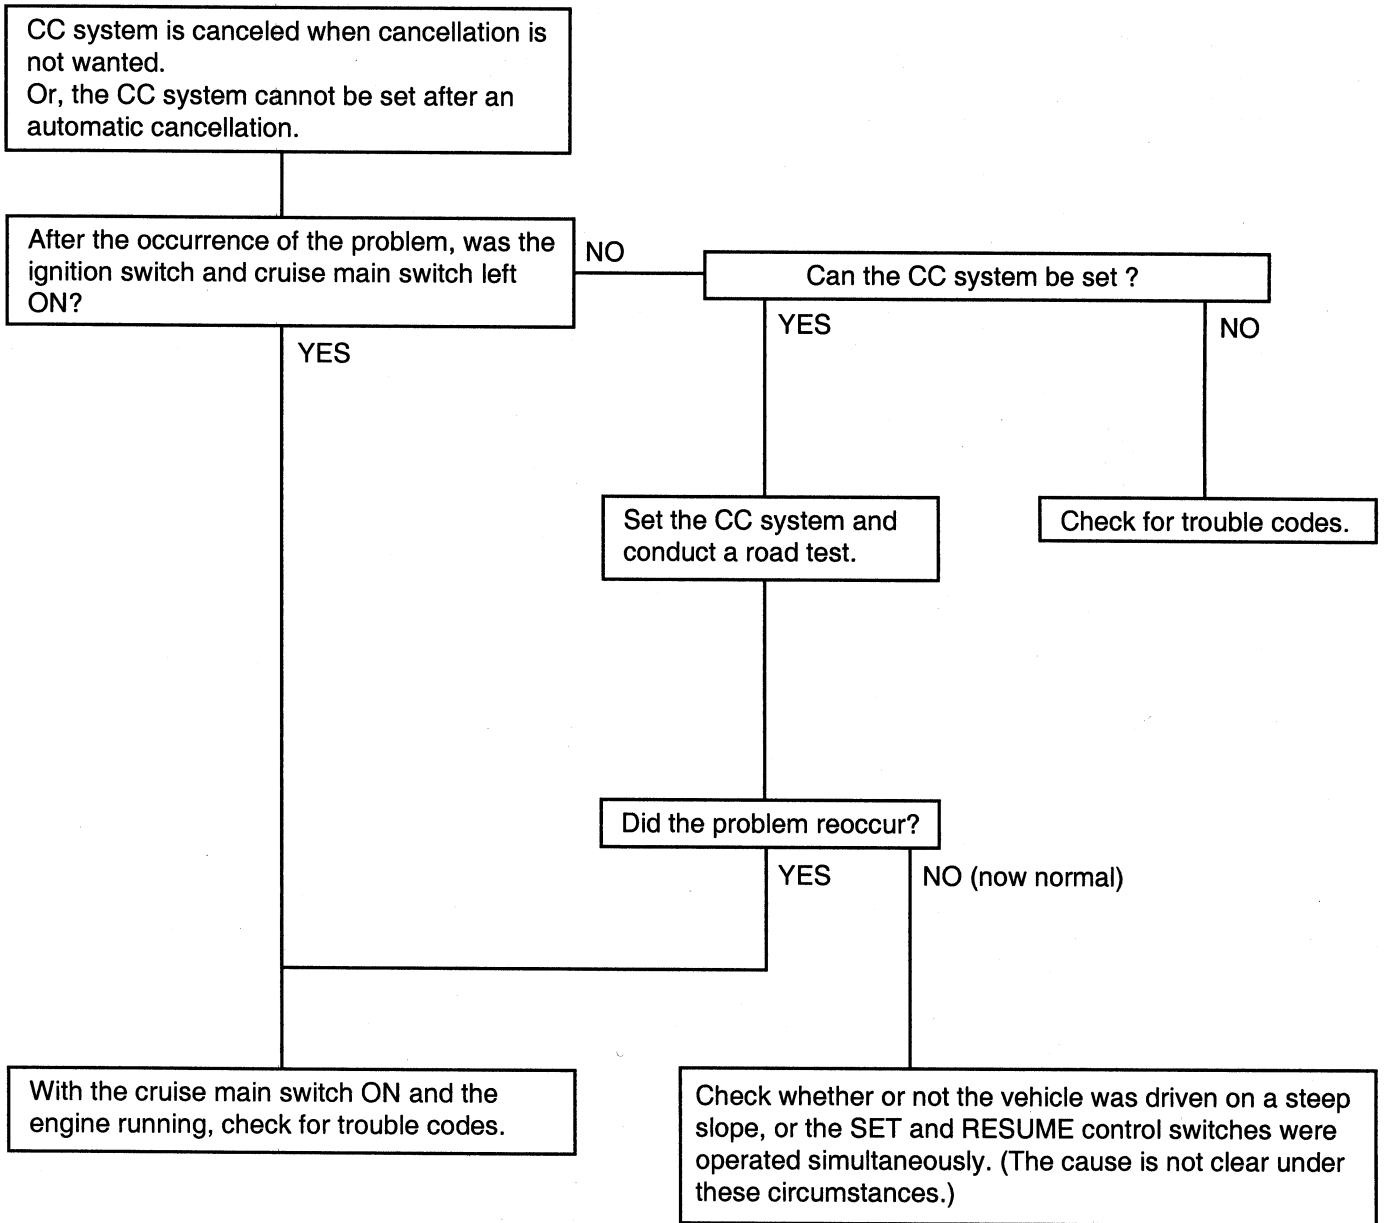 CC system is canceled when cancellation is
not wanted.
Or, the CC system cannot be set after an
automatic cancellation.
After the occurrence of the problem, was the
ignition switch and cruise main switch left
ON?
NO
Can the CC system be set ?
YES
NO
YES
Set the CC system and
conduct a road test.
Check for trouble codes.
Did the problem reoccur?
YES
NO (now normal)
With the cruise main switch ON and the
engine running, check for trouble codes.
Check whether or not the vehicle was driven on a steep
slope, or the SET and RESUME control switches were
operated simultaneously. (The cause is not clear under
these circumstances.)